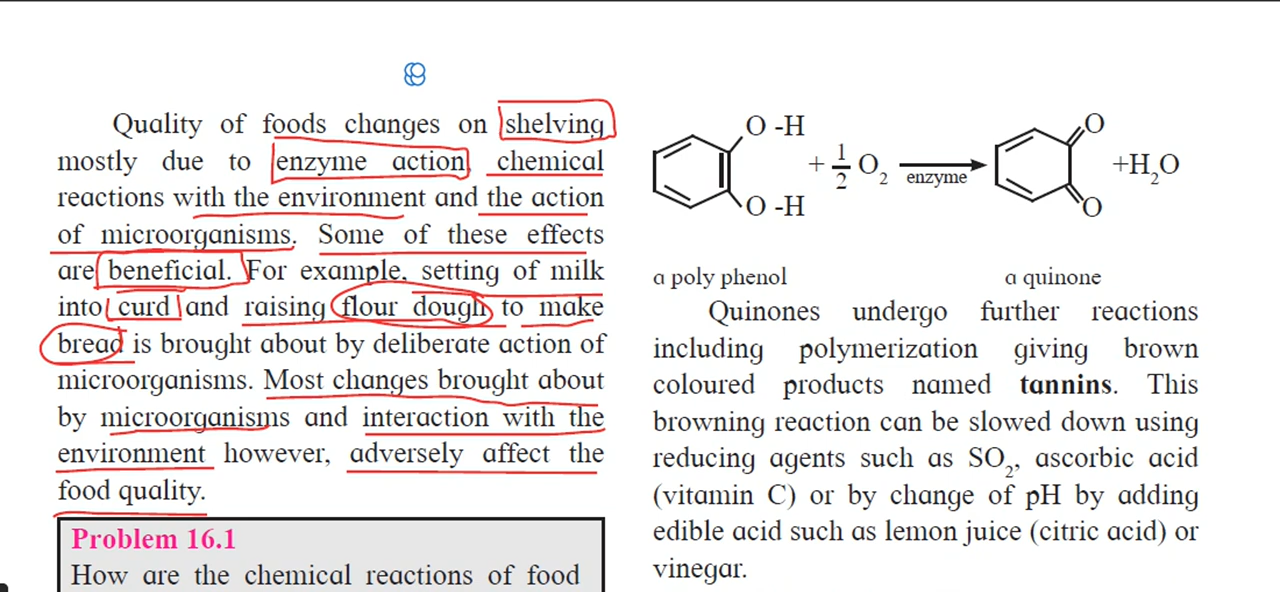 Quality of foods changes on shelving
mostly due to enzyme action, chemical
reactions with the environment and the action
of microorganisms. Some of these effects
are beneficial. For example, setting of milk
into curd and raising flour dough to make
bread is brought about by deliberate action of
microorganisms. Most changes brought about
by microorganisms and interaction with the
environment however, adversely affect the
food quality.
Problem 16.1
How are the chemical reactions of food
O -H
O -H
+ 1/2 O₂
enzyme
O
O
+H₂O
a poly phenol
a quinone
Quinones undergo further reactions
including polymerization giving brown
coloured products named tannins. This
browning reaction can be slowed down using
reducing agents such as SO₂, ascorbic acid
(vitamin C) or by change of pH by adding
edible acid such as lemon juice (citric acid) or
vinegar.